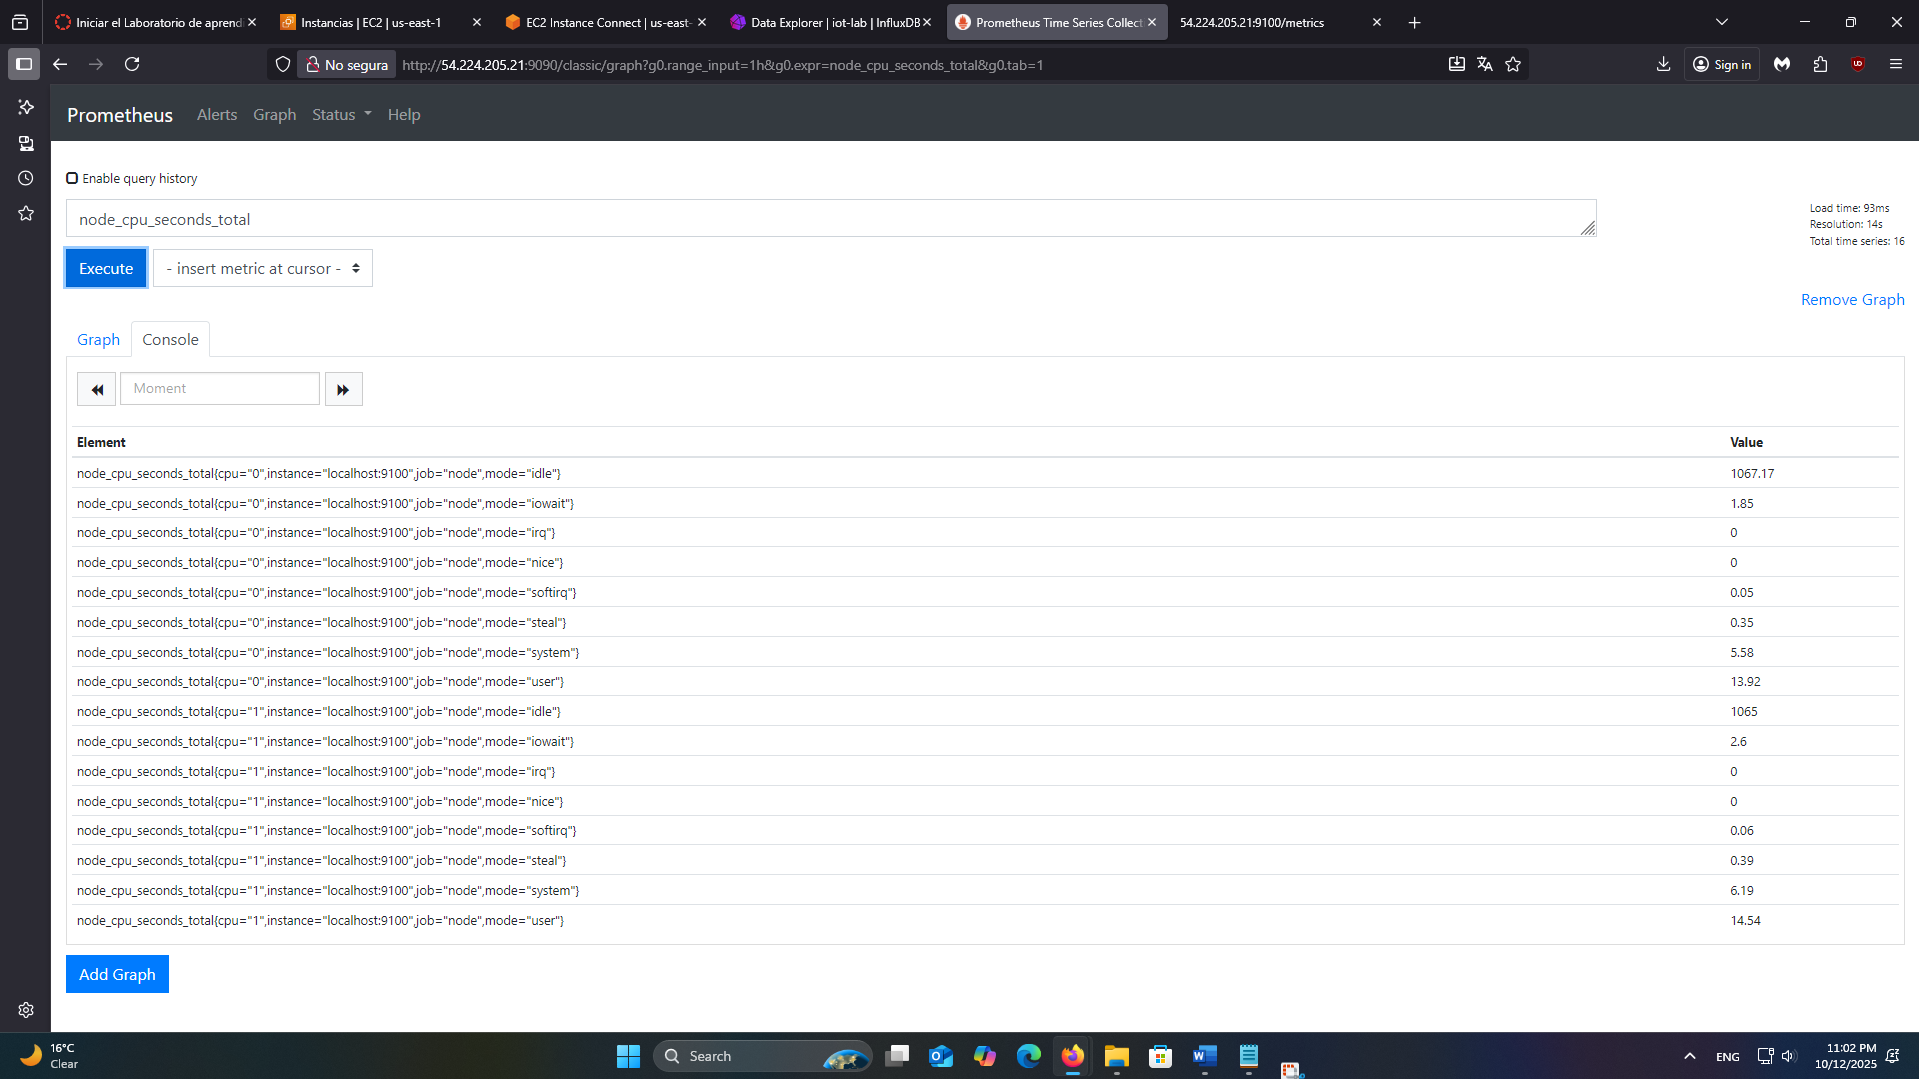 Iniciar el Laboratorio de aprendi
Instancias | EC2 | us-east-1
EC2 Instance Connect | us-east-
Data Explorer | iot-lab | InfluxDB
Prometheus Time Series Collect
54.224.205.21:9100/metrics
No segura
http://54.224.205.21:9090/classic/graph?g0.range_input=1h&g0.expr=node_cpu_seconds_total&g0.tab=1
Sign in
Prometheus Alerts Graph Status Help
Enable query history
node_cpu_seconds_total
Load time: 93ms
Resolution: 14s
Total time series: 16
Execute
- insert metric at cursor -
Remove Graph
Graph Console
Moment
Element Value
node_cpu_seconds_total{cpu="0",instance="localhost:9100",job="node",mode="idle"} 1067.17
node_cpu_seconds_total{cpu="0",instance="localhost:9100",job="node",mode="iowait"} 1.85
node_cpu_seconds_total{cpu="0",instance="localhost:9100",job="node",mode="irq"} 0
node_cpu_seconds_total{cpu="0",instance="localhost:9100",job="node",mode="nice"} 0
node_cpu_seconds_total{cpu="0",instance="localhost:9100",job="node",mode="softirq"} 0.05
node_cpu_seconds_total{cpu="0",instance="localhost:9100",job="node",mode="steal"} 0.35
node_cpu_seconds_total{cpu="0",instance="localhost:9100",job="node",mode="system"} 5.58
node_cpu_seconds_total{cpu="0",instance="localhost:9100",job="node",mode="user"} 13.92
node_cpu_seconds_total{cpu="1",instance="localhost:9100",job="node",mode="idle"} 1065
node_cpu_seconds_total{cpu="1",instance="localhost:9100",job="node",mode="iowait"} 2.6
node_cpu_seconds_total{cpu="1",instance="localhost:9100",job="node",mode="irq"} 0
node_cpu_seconds_total{cpu="1",instance="localhost:9100",job="node",mode="nice"} 0
node_cpu_seconds_total{cpu="1",instance="localhost:9100",job="node",mode="softirq"} 0.06
node_cpu_seconds_total{cpu="1",instance="localhost:9100",job="node",mode="steal"} 0.39
node_cpu_seconds_total{cpu="1",instance="localhost:9100",job="node",mode="system"} 6.19
node_cpu_seconds_total{cpu="1",instance="localhost:9100",job="node",mode="user"} 14.54
Add Graph
16°C
Clear
Search
ENG
11:02 PM
10/12/2025